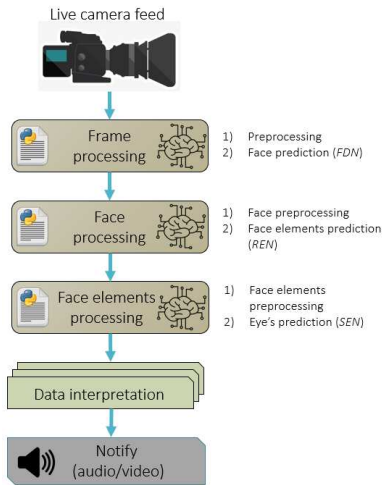 Live camera feed
Frame
processing
1) Preprocessing
2) Face prediction (FDN)
Face
processing
1) Face preprocessing
2) Face elements prediction
(REN)
Face elements
processing
1) Face elements
preprocessing
2) Eye's prediction (SEN)
Data interpretation
Notify
(audio/video)